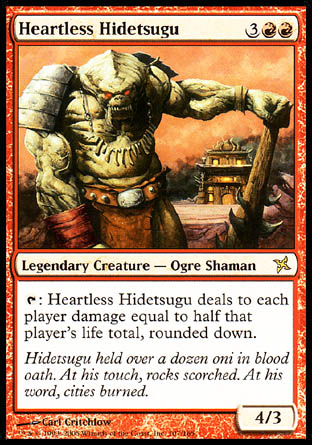 Heartless Hidetsugu 3
Legendary Creature — Ogre Shaman
: Heartless Hidetsugu deals to each
player damage equal to half that
player's life total, rounded down.
Hidetsugu held over a dozen oni in blood
oath. At his touch, rocks scorched. At his
word, cities burned.
Carl Critchlow
4/3